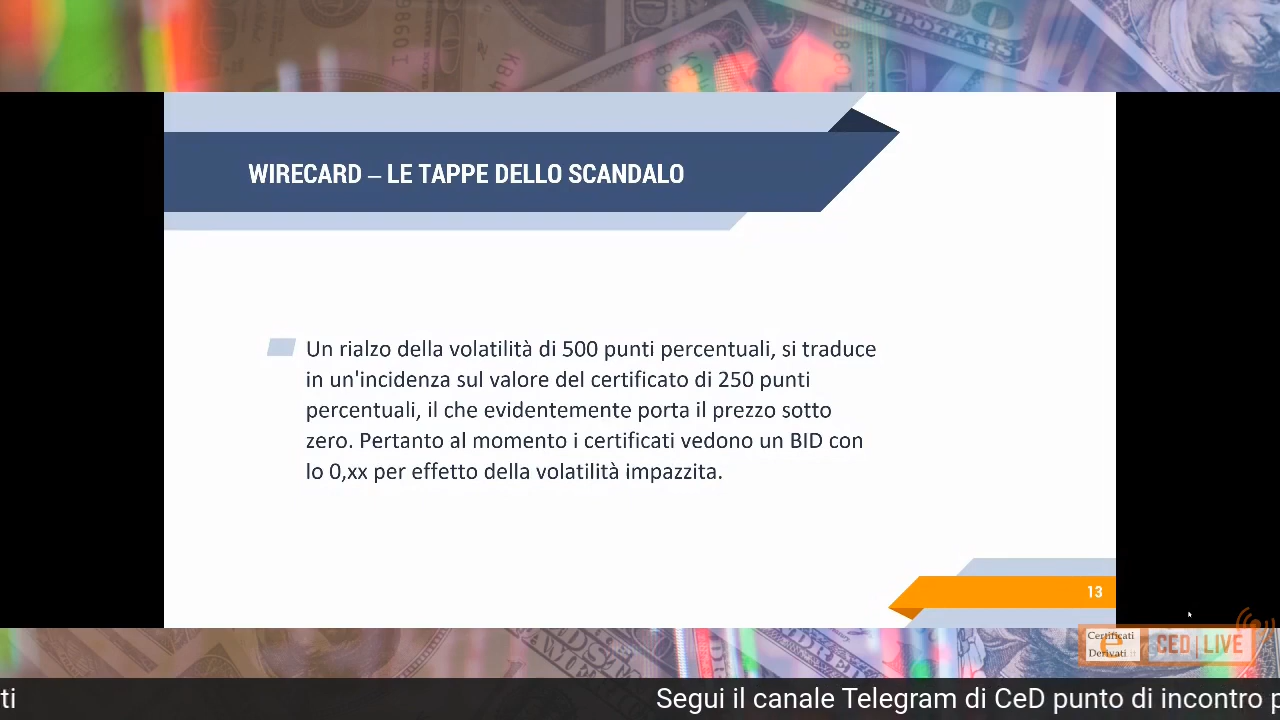 WIRECARD – LE TAPPE DELLO SCANDALO
Un rialzo della volatilità di 500 punti percentuali, si traduce
in un'incidenza sul valore del certificato di 250 punti
percentuali, il che evidentemente porta il prezzo sotto
zero. Pertanto al momento i certificati vedono un BID con
lo 0,xx per effetto della volatilità impazzita.
13
Certificati
e
Derivati.it
CED|LIVE
ti
Segui il canale Telegram di CeD punto di incontro p